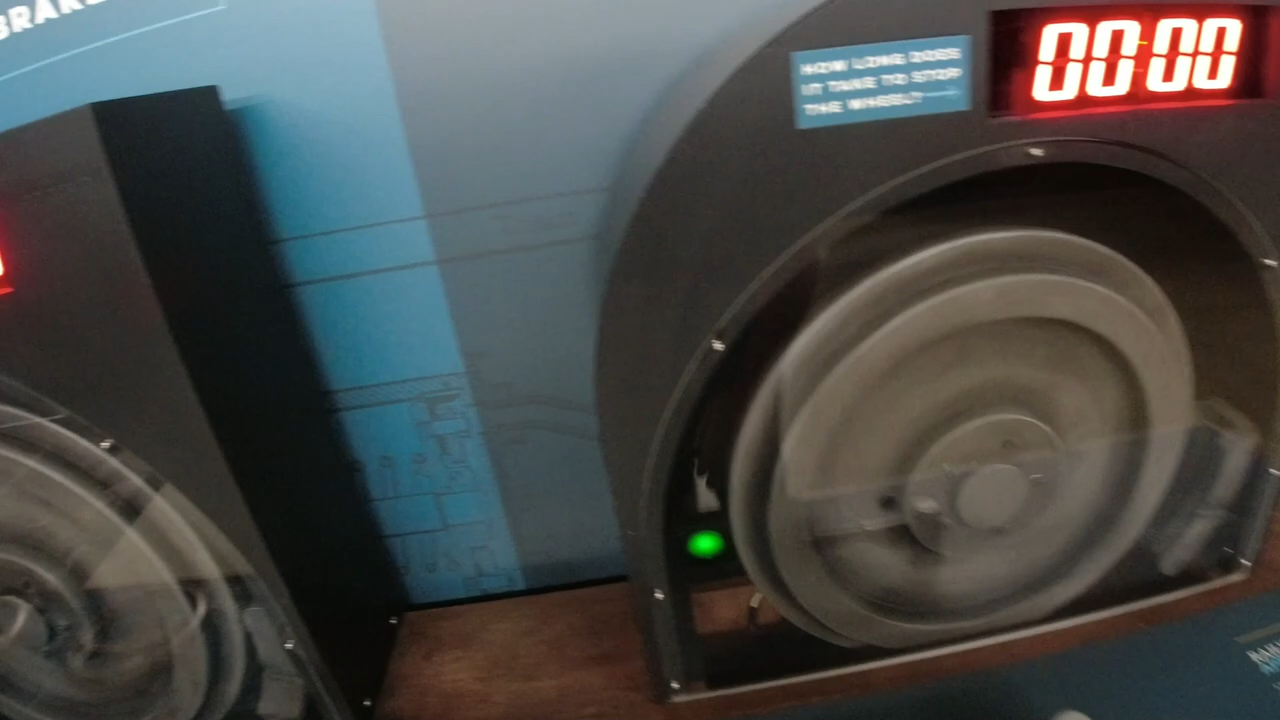 BRAKE
HOW LONG DOES
IT TAKE TO STOP
THE WHEEL?
00:00